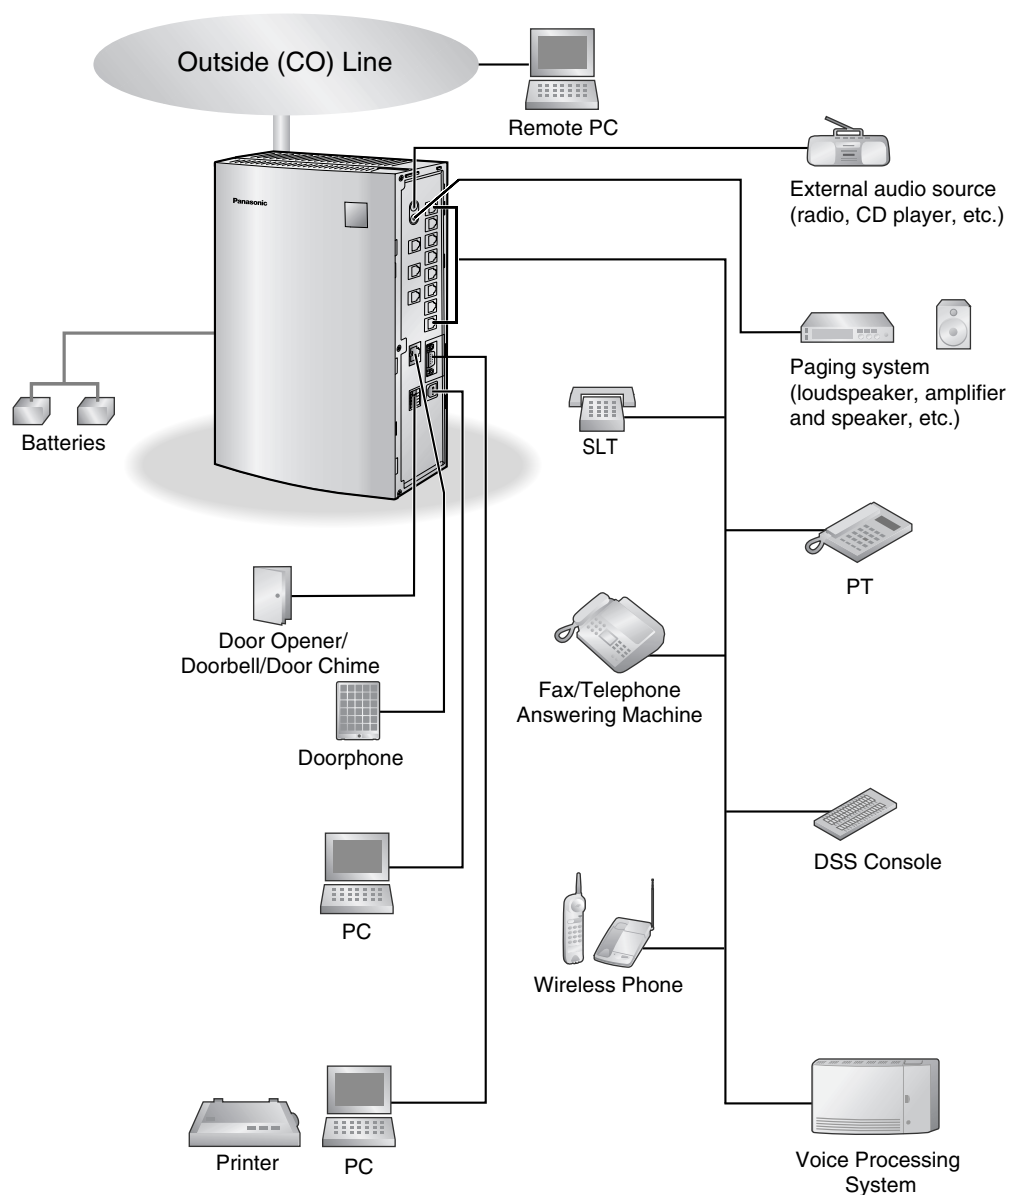 Outside (CO) Line
Remote PC
External audio source
(radio, CD player, etc.)
Panasonic
Paging system
(loudspeaker, amplifier
and speaker, etc.)
Batteries
SLT
PT
Door Opener/
Doorbell/Door Chime
Fax/Telephone
Answering Machine
Doorphone
DSS Console
PC
Wireless Phone
Printer
PC
Voice Processing
System